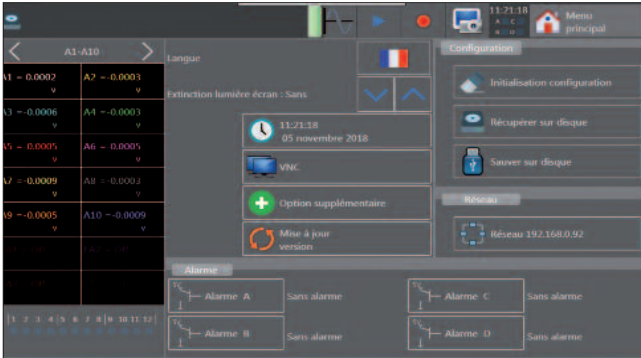 11:21:18
A C
B D
Menu
principal
A1-A10
A1 = 0.0002
V
A2 = -0.0003
V
A3 = -0.0006
V
A4 = -0.0003
V
A5 = 0.0005
V
A6 = 0.0005
V
A7 = -0.0009
V
A8 = -0.0003
V
A9 = -0.0005
V
A10 = -0.0009
V
1 2 3 4 5 6 7 8 9 10 11 12
Langue
Extinction lumière écran : Sans
11:21:18
05 novembre 2018
VNC
Option supplémentaire
Mise à jour
version
Configuration
Initialisation configuration
Récupérer sur disque
Sauver sur disque
Réseau
Réseau 192.168.0.92
Alarme
Alarme A
Sans alarme
Alarme C
Sans alarme
Alarme B
Sans alarme
Alarme D
Sans alarme